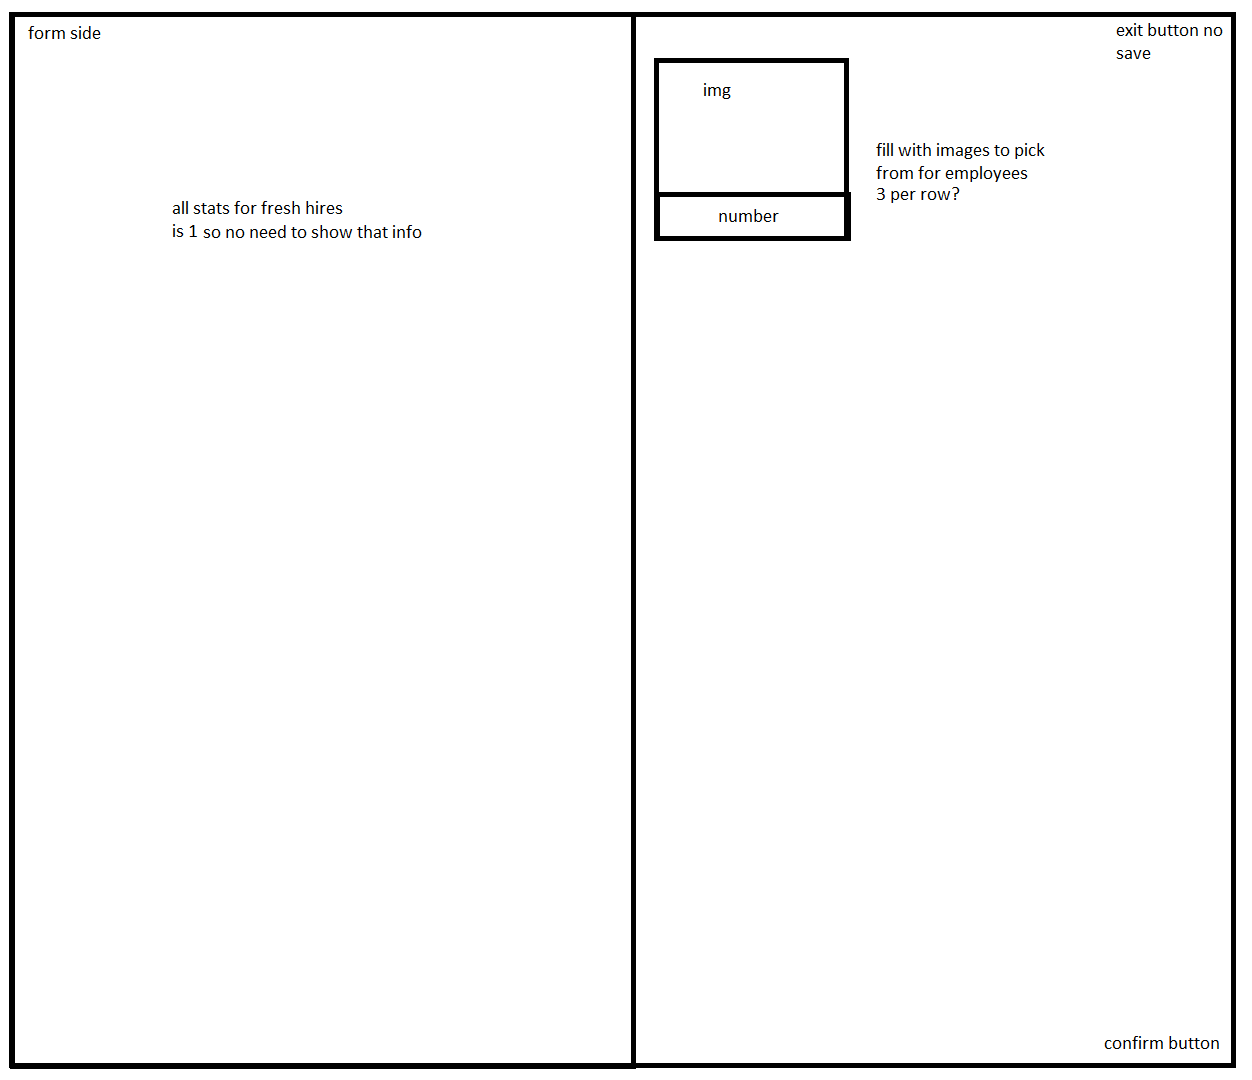 form side
all stats for fresh hires
is 1 so no need to show that info
exit button no
save
img
number
fill with images to pick
from for employees
3 per row?
confirm button